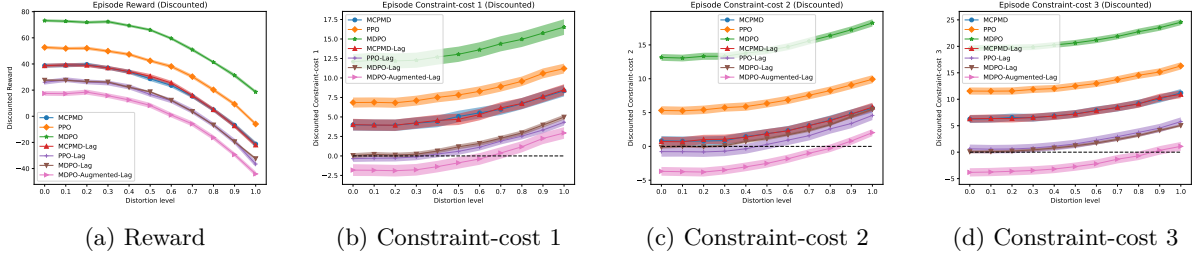 Episode Reward (Discounted)
Discounted Reward
80
60
40
20
0
−20
−40
MCPMD
PPO
MDPO
MCPMD-Lag
PPO-Lag
MDPO-Lag
MDPO-Augmented-Lag
0.0 0.1 0.2 0.3 0.4 0.5 0.6 0.7 0.8 0.9 1.0
Distortion level
(a) Reward
Episode Constraint-cost 1 (Discounted)
Discounted Constraint-cost 1
17.5
15.0
12.5
10.0
7.5
5.0
2.5
0.0
−2.5
MCPMD
PPO
MDPO
MCPMD-Lag
PPO-Lag
MDPO-Lag
MDPO-Augmented-Lag
0.0 0.1 0.2 0.3 0.4 0.5 0.6 0.7 0.8 0.9 1.0
Distortion level
(b) Constraint-cost 1
Episode Constraint-cost 2 (Discounted)
Discounted Constraint-cost 2
15
10
5
0
−5
MCPMD
PPO
MDPO
MCPMD-Lag
PPO-Lag
MDPO-Lag
MDPO-Augmented-Lag
0.0 0.1 0.2 0.3 0.4 0.5 0.6 0.7 0.8 0.9 1.0
Distortion level
(c) Constraint-cost 2
Episode Constraint-cost 3 (Discounted)
Discounted Constraint-cost 3
25
20
15
10
5
0
−5
MCPMD
PPO
MDPO
MCPMD-Lag
PPO-Lag
MDPO-Lag
MDPO-Augmented-Lag
0.0 0.1 0.2 0.3 0.4 0.5 0.6 0.7 0.8 0.9 1.0
Distortion level
(d) Constraint-cost 3